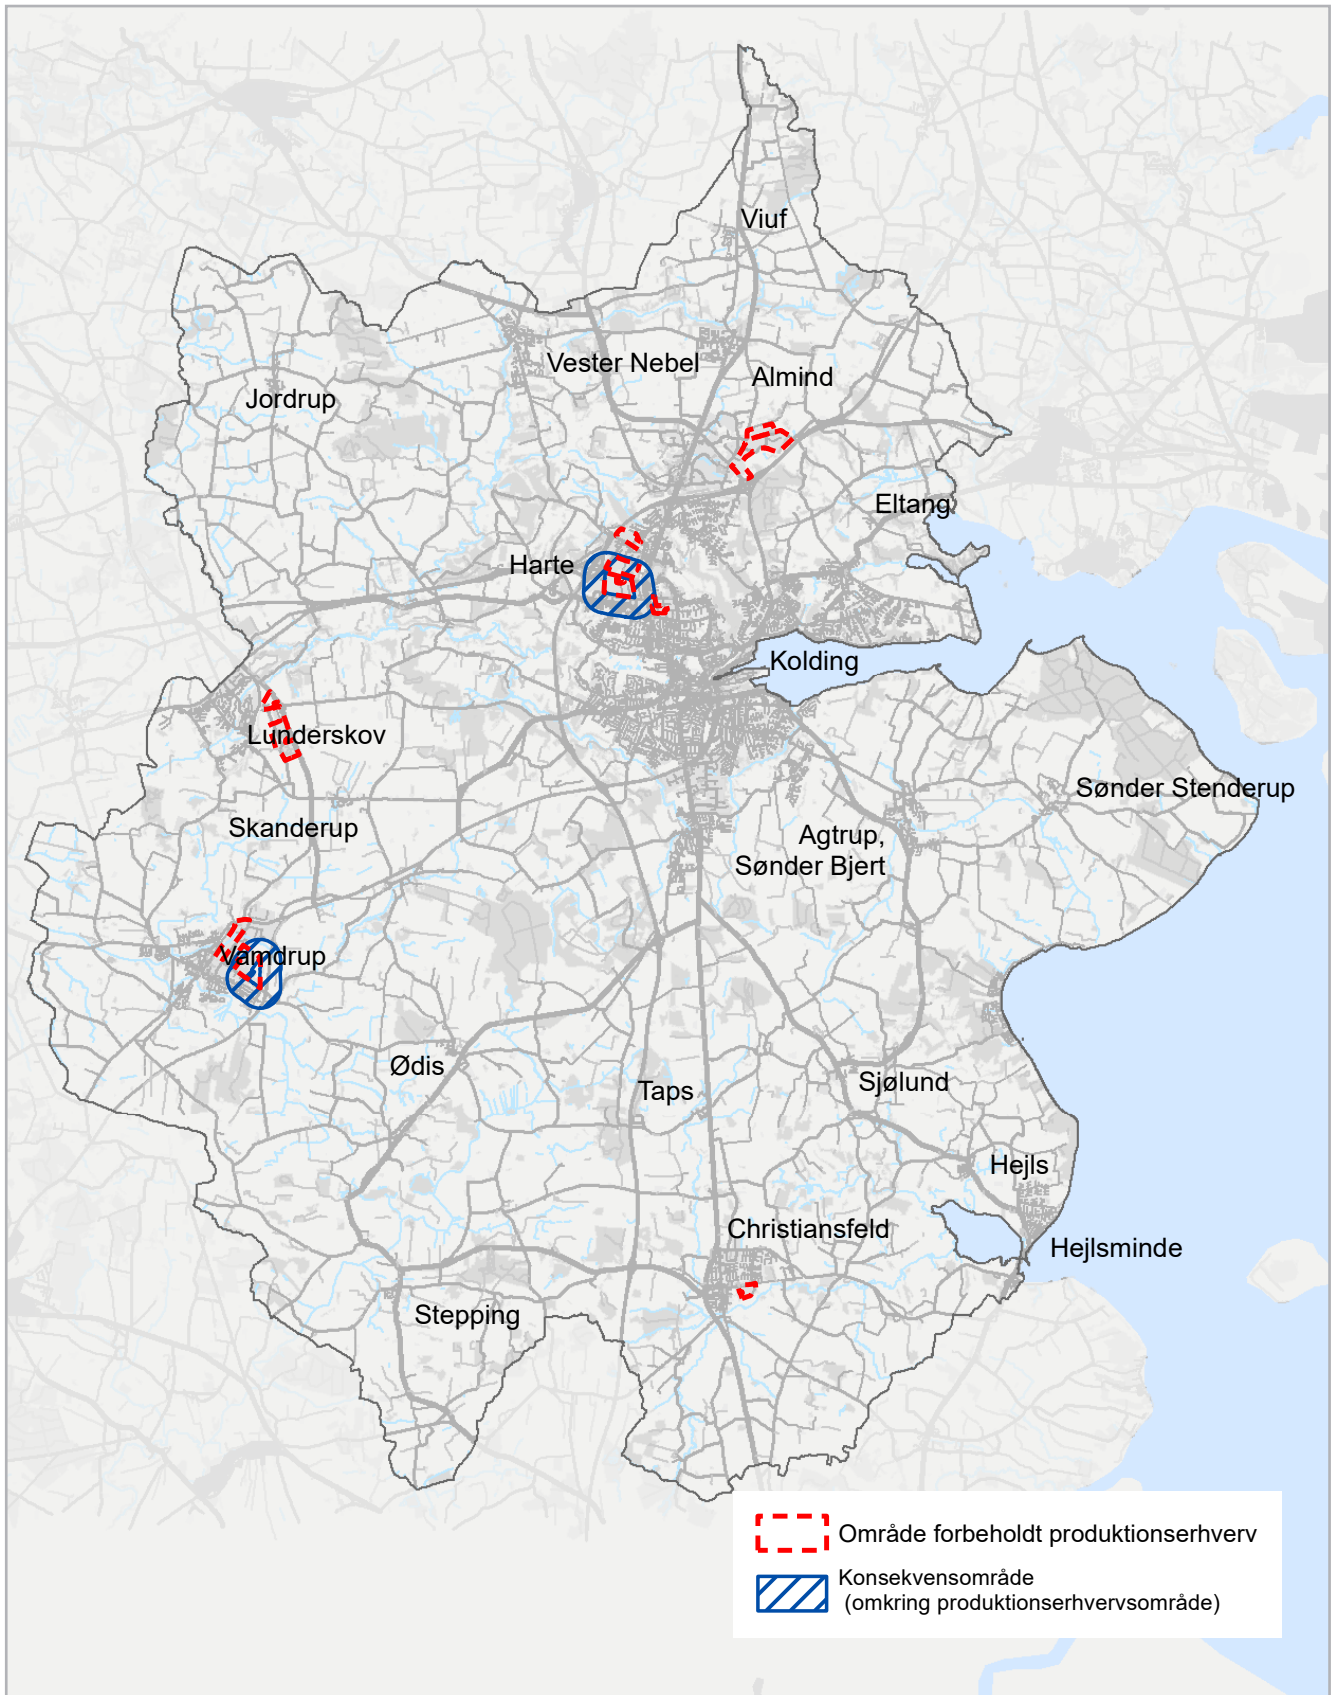 Viuf
Vester Nebel
Almind
Jordrup
Eltang
Harte
Kolding
Lunderskov
Sønder Stenderup
Skanderup
Agtrup,
Sønder Bjert
Vamdrup
Ødis
Sjølund
Taps
Hejls
Christiansfeld
Hejlsminde
Stepping
Område forbeholdt produktionserhverv
Konsekvensområde
(omkring produktionserhvervsområde)